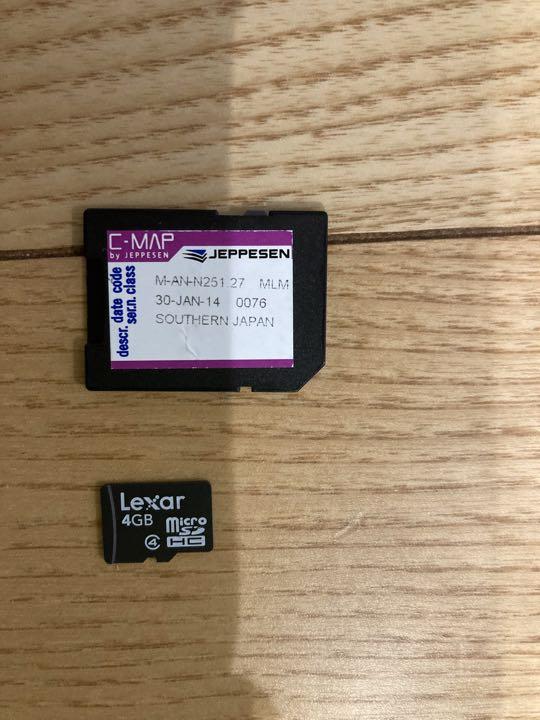 C-MAP
by JEPPESEN
JEPPESEN
descr. date code
ser.n. class
M-AN-N251.27 MLM
30-JAN-14 0076
SOUTHERN JAPAN
Lexar
4GB
4
Micro
SD
HC